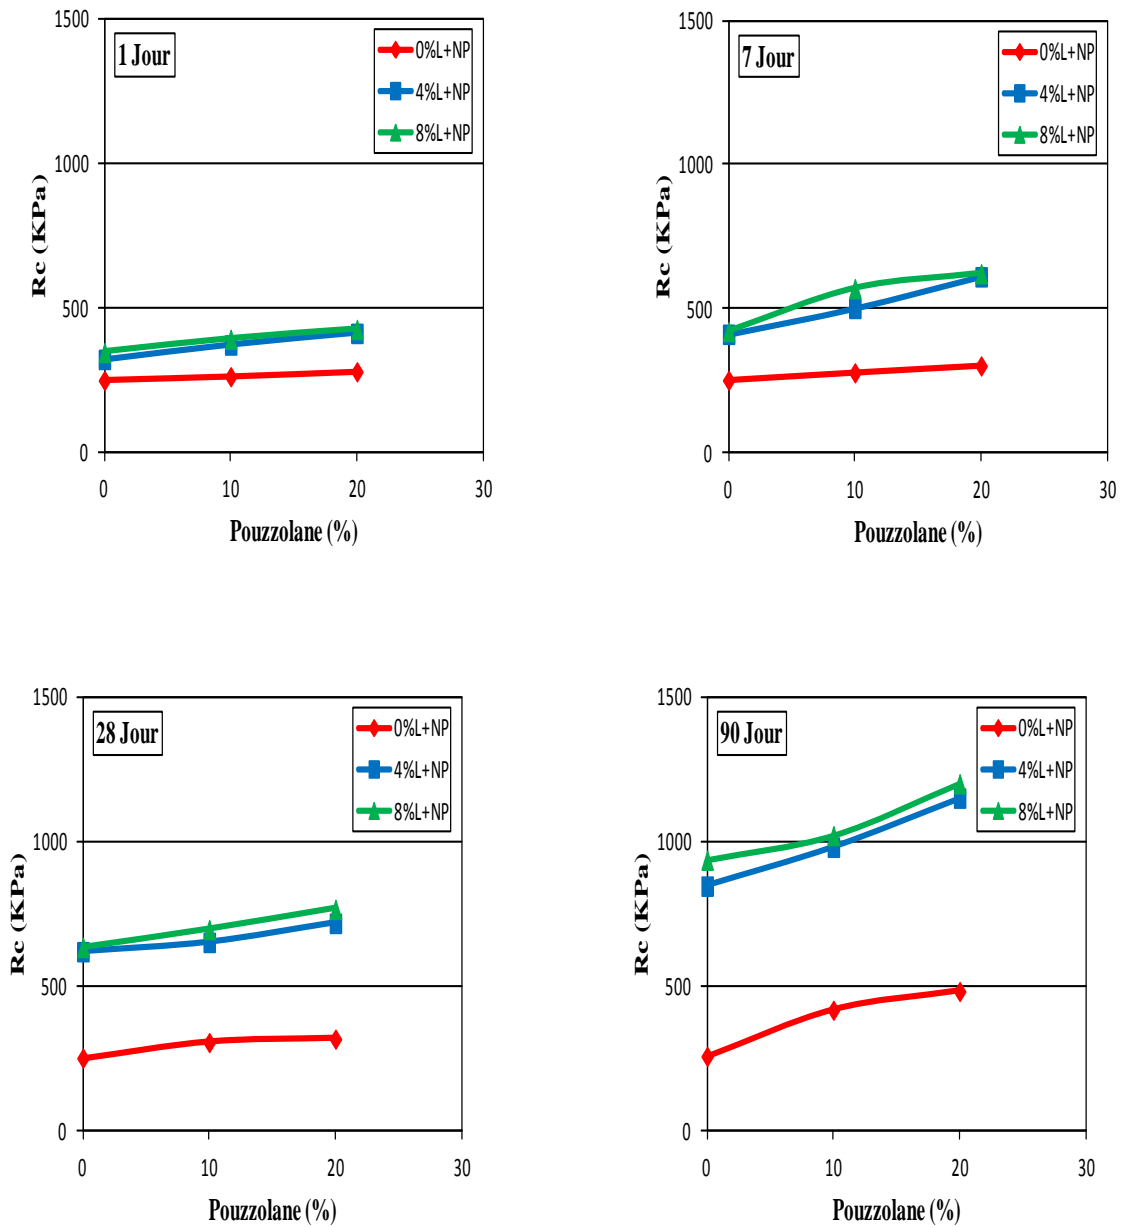 1500
1000
500
0
0
10
20
30
Rc (KPa)
Pouzzolane (%)
1 Jour
0%L+NP
4%L+NP
8%L+NP
1500
1000
500
0
0
10
20
30
Rc (KPa)
Pouzzolane (%)
7 Jour
0%L+NP
4%L+NP
8%L+NP
1500
1000
500
0
0
10
20
30
Rc (KPa)
Pouzzolane (%)
28 Jour
0%L+NP
4%L+NP
8%L+NP
1500
1000
500
0
0
10
20
30
Rc (KPa)
Pouzzolane (%)
90 Jour
0%L+NP
4%L+NP
8%L+NP